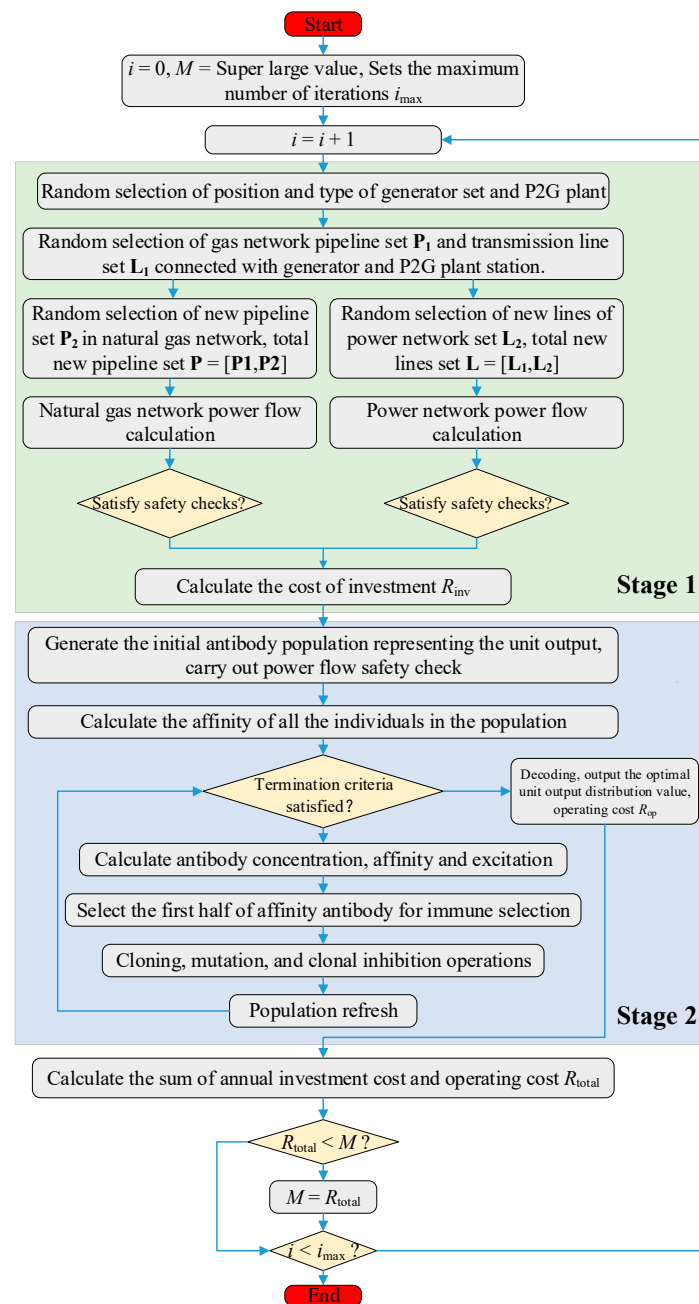 Start
i = 0, M = Super large value, Sets the maximum
number of iterations i_max
i = i + 1
Random selection of position and type of generator set and P2G plant
Random selection of gas network pipeline set P₁ and transmission line
set L₁ connected with generator and P2G plant station.
Random selection of new pipeline
set P₂ in natural gas network, total
new pipeline set P = [P1,P2]
Random selection of new lines of
power network set L₂, total new
lines set L = [L₁,L₂]
Natural gas network power flow
calculation
Power network power flow
calculation
Satisfy safety checks?
Satisfy safety checks?
Calculate the cost of investment R_inv
Stage 1
Generate the initial antibody population representing the unit output,
carry out power flow safety check
Calculate the affinity of all the individuals in the population
Termination criteria
satisfied?
Decoding, output the optimal
unit output distribution value,
operating cost R_op
Calculate antibody concentration, affinity and excitation
Select the first half of affinity antibody for immune selection
Cloning, mutation, and clonal inhibition operations
Population refresh
Stage 2
Calculate the sum of annual investment cost and operating cost R_total
R_total < M ?
M = R_total
i < i_max ?
End